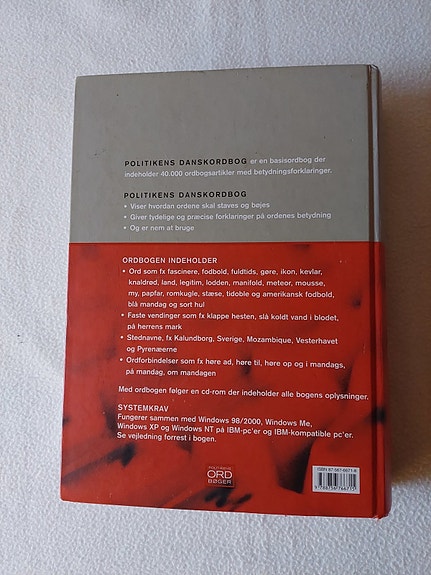 POLITIKENS DANSKORDBOG er en basisordbog der
indeholder 40.000 ordbogsartikler med betydningsforklaringer.
POLITIKENS DANSKORDBOG
• Viser hvordan ordene skal staves og bøjes
• Giver tydelige og præcise forklaringer på ordenes betydning
• Og er nem at bruge
ORDBOGEN INDEHOLDER
• Ord som fx fascinere, fodbold, fuldtids, gøre, ikon, kevlar,
knaldrød, land, legitim, lodden, manifold, meteor, mousse,
my, papfar, romkugle, stæse, tidoble og amerikansk fodbold,
blå mandag og sort hul
• Faste vendinger som fx klappe hesten, slå koldt vand i blodet,
på herrens mark
• Stednavne, fx Kalundborg, Sverige, Mozambique, Vesterhavet
og Pyrenæerne
• Ordforbindelser som fx høre ad, høre til, høre op og i mandags,
på mandag, om mandagen
Med ordbogen følger en cd-rom der indeholder alle bogens oplysninger.
SYSTEMKRAV
Fungerer sammen med Windows 98/2000, Windows Me,
Windows XP og Windows NT på IBM-pc'er og IBM-kompatible pc'er.
Se vejledning forrest i bogen.
POLITIKENS
ORD
BØGER
ISBN 87-567-6671-8